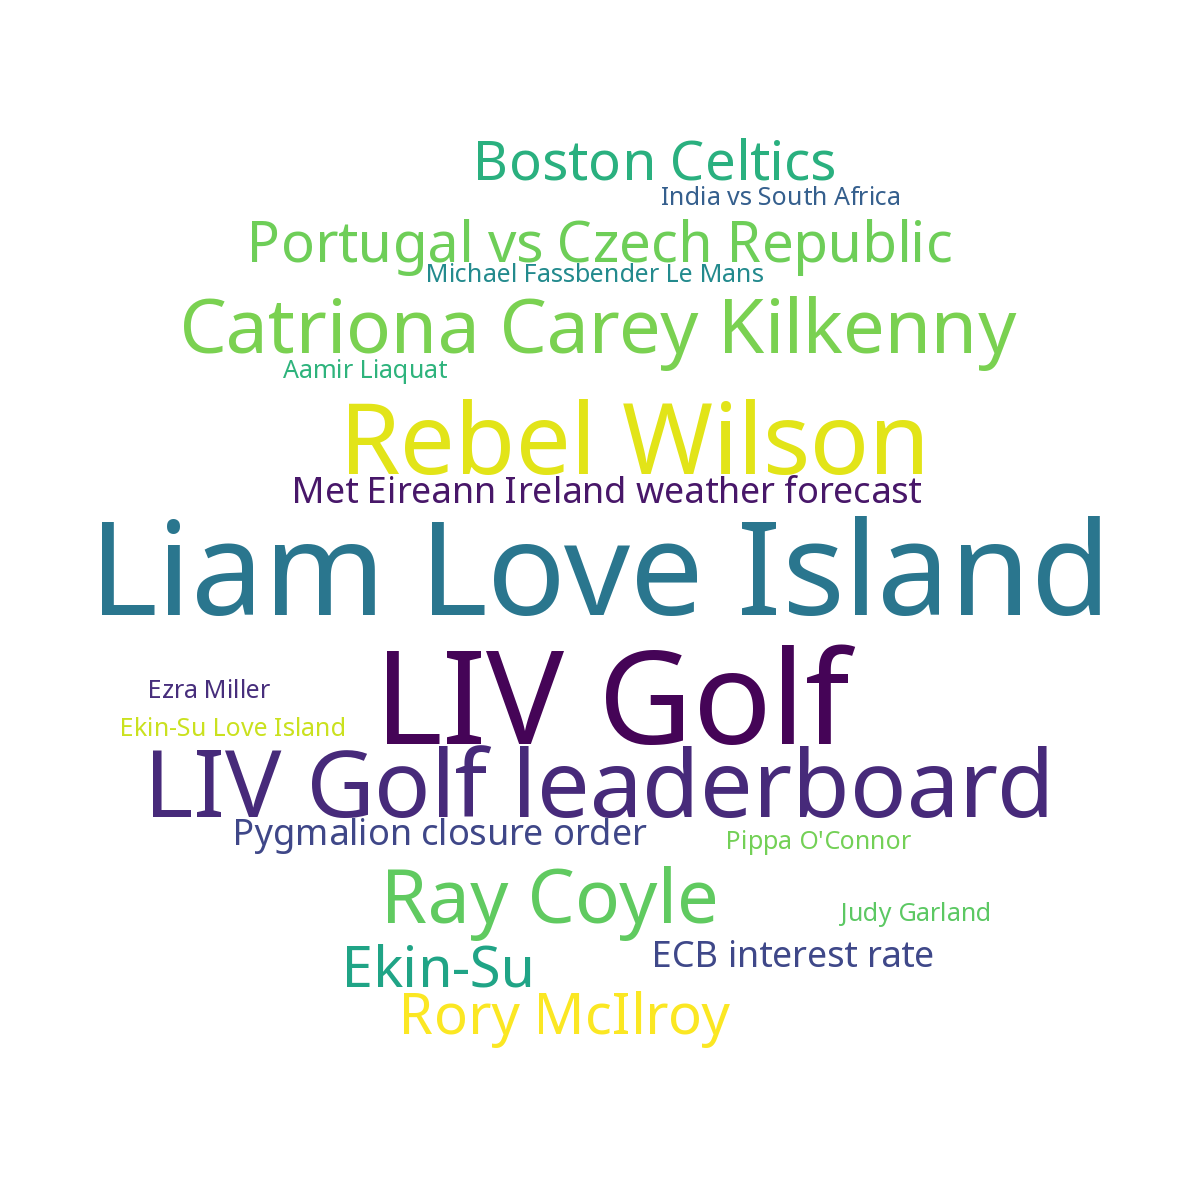 Boston Celtics
India vs South Africa
Portugal vs Czech Republic
Michael Fassbender Le Mans
Catriona Carey Kilkenny
Aamir Liaquat
Rebel Wilson
Met Eireann Ireland weather forecast
Liam Love Island
LIV Golf
Ezra Miller
Ekin-Su Love Island
LIV Golf leaderboard
Pygmalion closure order
Pippa O'Connor
Ray Coyle
Judy Garland
ECB interest rate
Ekin-Su
Rory McIlroy